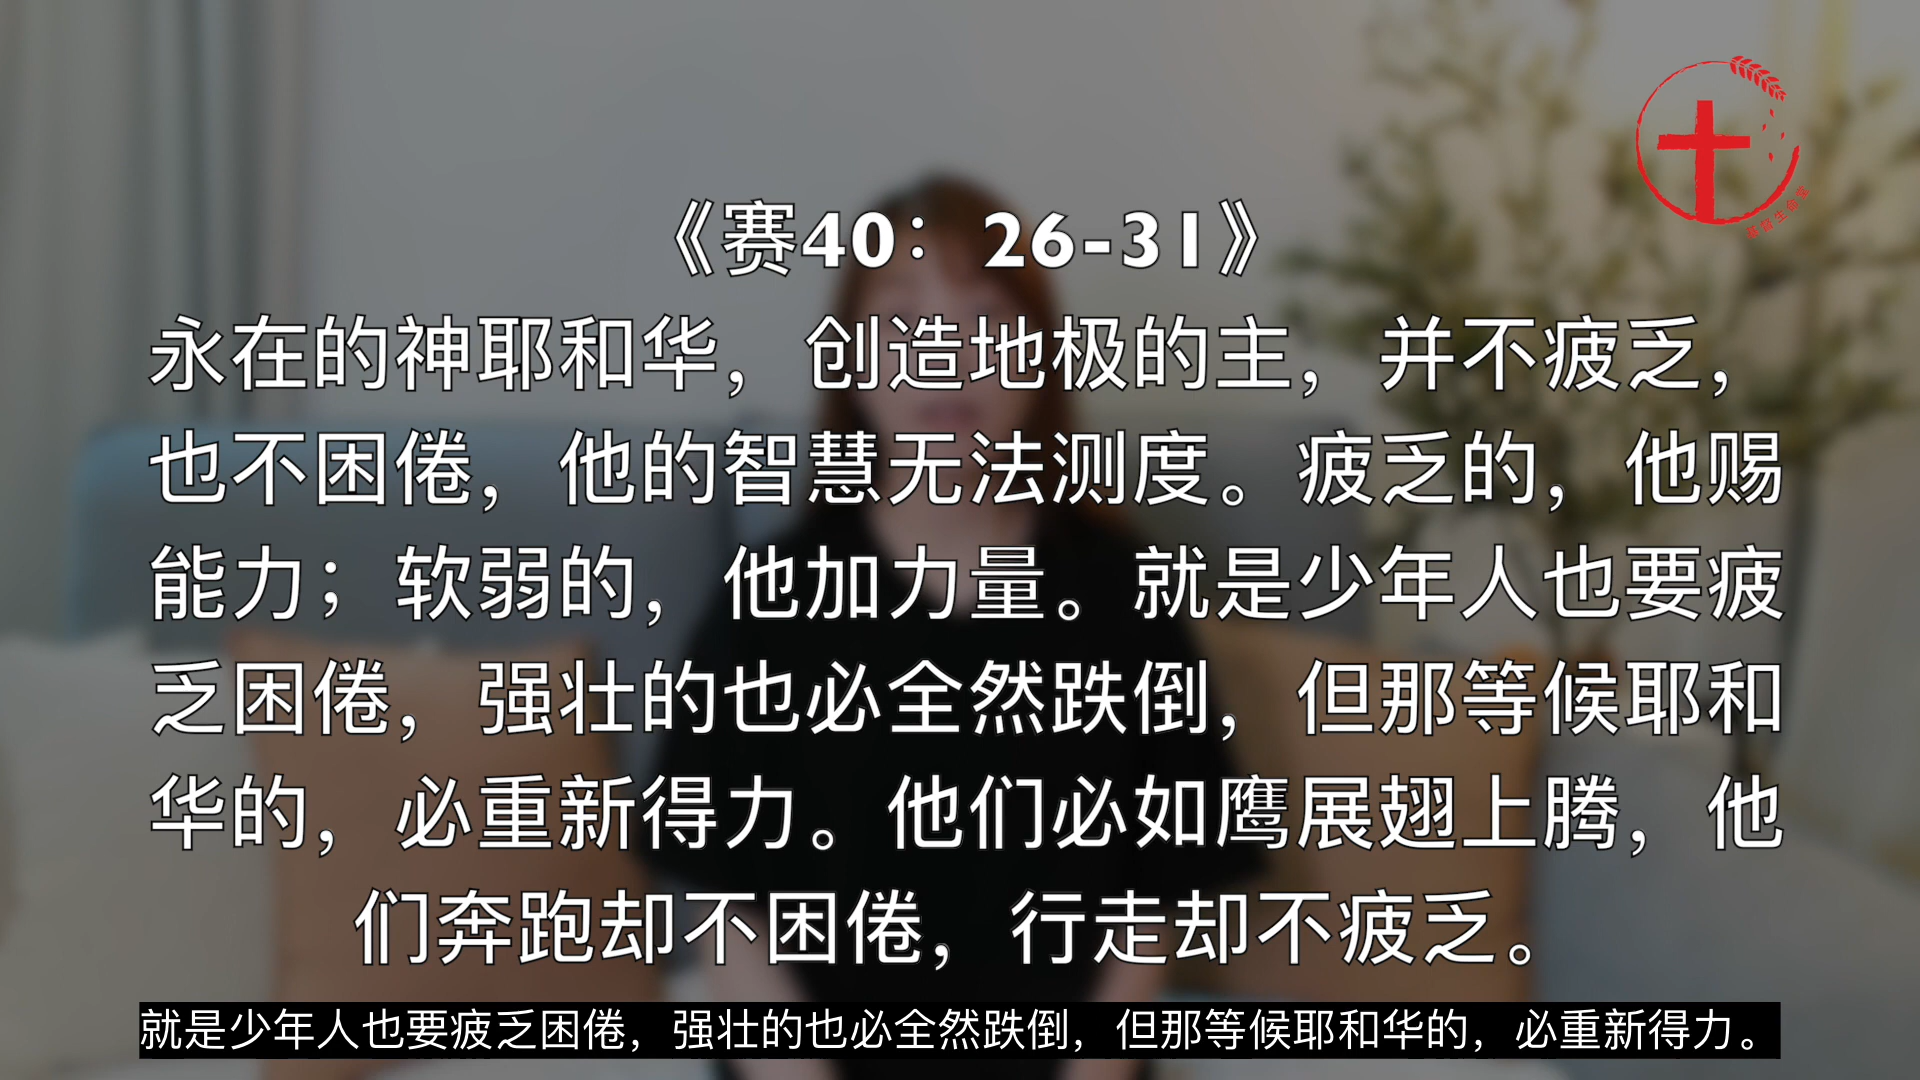 《赛40：26-31》
永在的神耶和华，创造地极的主，并不疲乏，
也不困倦，他的智慧无法测度。疲乏的，他赐
能力；软弱的，他加力量。就是少年人也要疲
乏困倦，强壮的也必全然跌倒，但那等候耶和
华的，必重新得力。他们必如鹰展翅上腾，他
们奔跑却不困倦，行走却不疲乏。
就是少年人也要疲乏困倦，强壮的也必全然跌倒，但那等候耶和华的，必重新得力。
基督生命堂